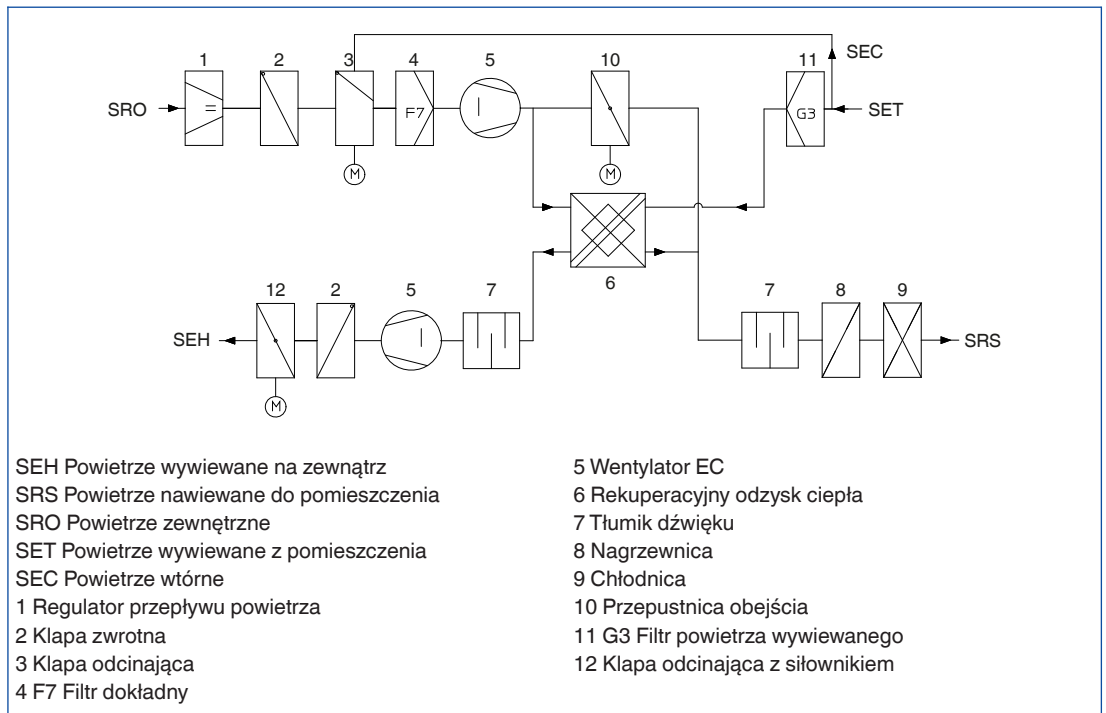 1 2 3 4 5 10 11 SEC
SRO = F7 G3 SET
M M
6
12 2 5 7 7 8 9
SEH SRS
M
SEH Powietrze wywiewane na zewnątrz
SRS Powietrze nawiewane do pomieszczenia
SRO Powietrze zewnętrzne
SET Powietrze wywiewane z pomieszczenia
SEC Powietrze wtórne
1 Regulator przepływu powietrza
2 Klapa zwrotna
3 Klapa odcinająca
4 F7 Filtr dokładny
5 Wentylator EC
6 Rekuperacyjny odzysk ciepła
7 Tłumik dźwięku
8 Nagrzewnica
9 Chłodnica
10 Przepustnica obejścia
11 G3 Filtr powietrza wywiewanego
12 Klapa odcinająca z siłownikiem